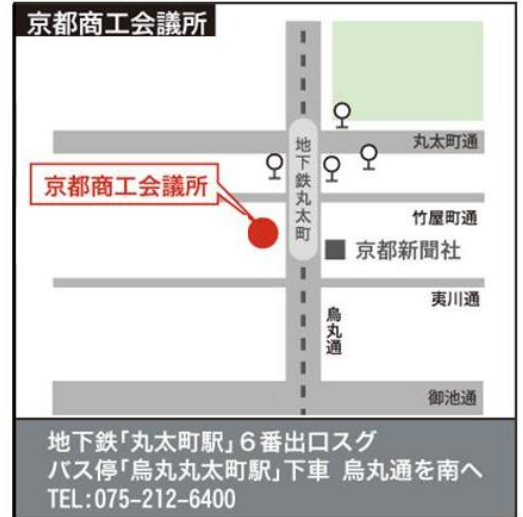 京都商工会議所
丸太町通
地下鉄丸太町
京都商工会議所
竹屋町通
京都新聞社
夷川通
烏丸通
御池通
地下鉄「丸太町駅」６番出口スグ
バス停「烏丸丸太町駅」下車 烏丸通を南へ
TEL:075-212-6400